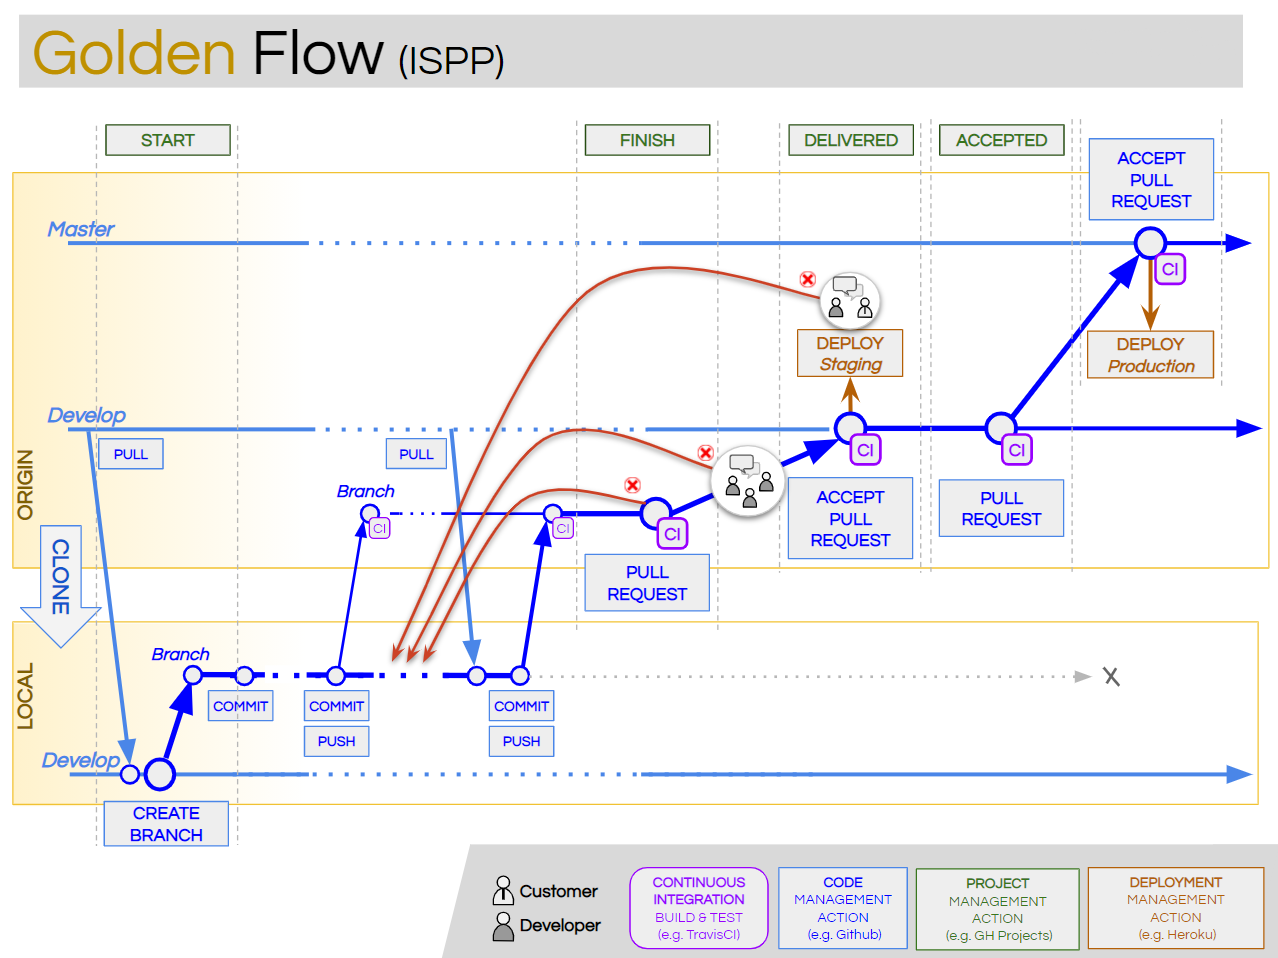 Golden Flow (ISPP)
START
FINISH
DELIVERED
ACCEPTED
ACCEPT
PULL
REQUEST
Master
CI
DEPLOY
Staging
DEPLOY
Production
Develop
PULL
PULL
CI
CI
Branch
CI
CI
CI
ORIGIN
ACCEPT
PULL
REQUEST
PULL
REQUEST
CLONE
PULL
REQUEST
Branch
X
LOCAL
COMMIT
COMMIT
COMMIT
PUSH
PUSH
Develop
CREATE
BRANCH
Customer
Developer
CONTINUOUS
INTEGRATION
BUILD & TEST
(e.g. TravisCI)
CODE
MANAGEMENT
ACTION
(e.g. Github)
PROJECT
MANAGEMENT
ACTION
(e.g. GH Projects)
DEPLOYMENT
MANAGEMENT
ACTION
(e.g. Heroku)